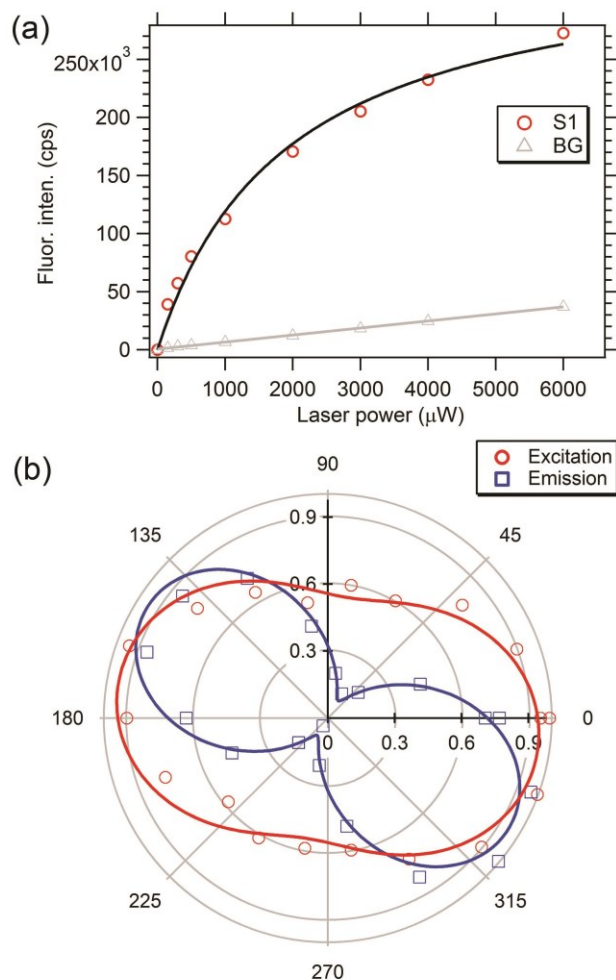 (a)
250x10³
200
150
100
50
0
Fluor. inten. (cps)
S1
BG
0 1000 2000 3000 4000 5000 6000
Laser power (μW)
(b)
Excitation
Emission
90
135 45
0.9
0.6
0.3
180 0 0.3 0.6 0.9 0
225 315
270